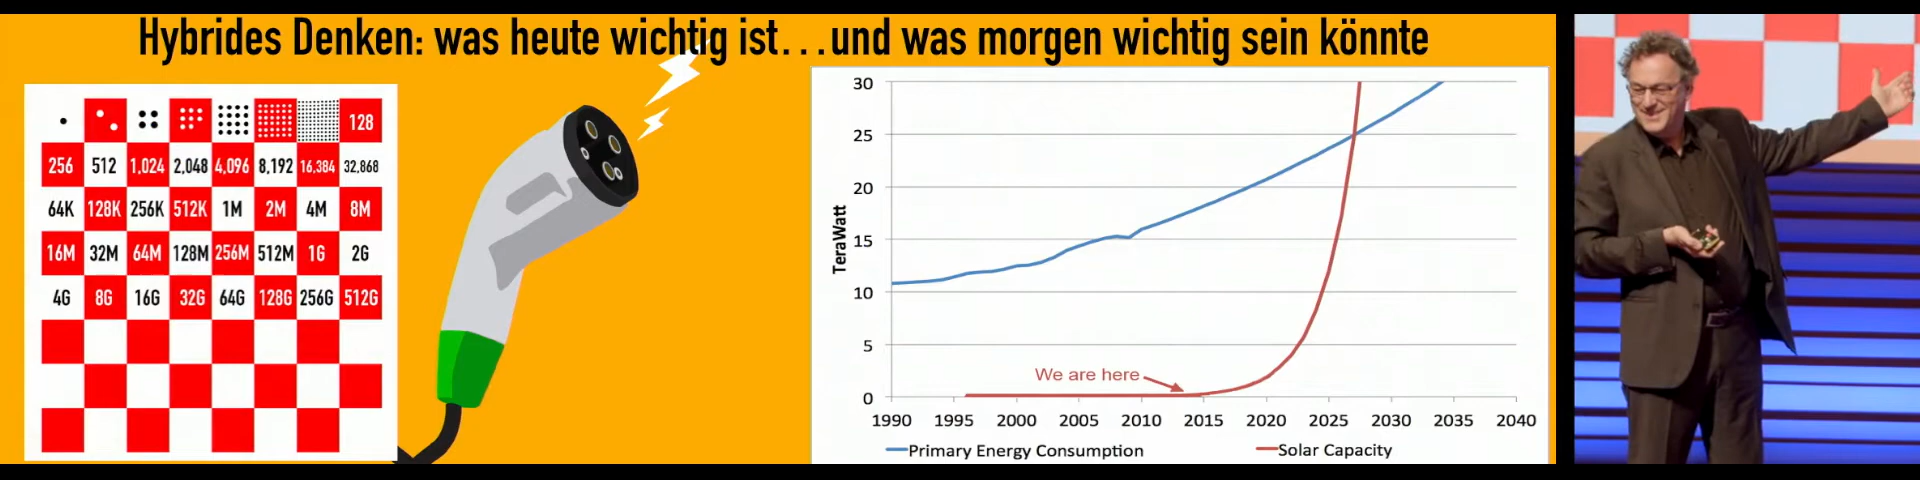 Hybrides Denken: was heute wichtig ist...und was morgen wichtig sein könnte
128
256 512 1,024 2,048 4,096 8,192 16,384 32,868
64K 128K 256K 512K 1M 2M 4M 8M
16M 32M 64M 128M 256M 512M 1G 2G
4G 8G 16G 32G 64G 128G 256G 512G
TeraWatt
30
25
20
15
10
5
0
We are here
1990 1995 2000 2005 2010 2015 2020 2025 2030 2035 2040
Primary Energy Consumption Solar Capacity